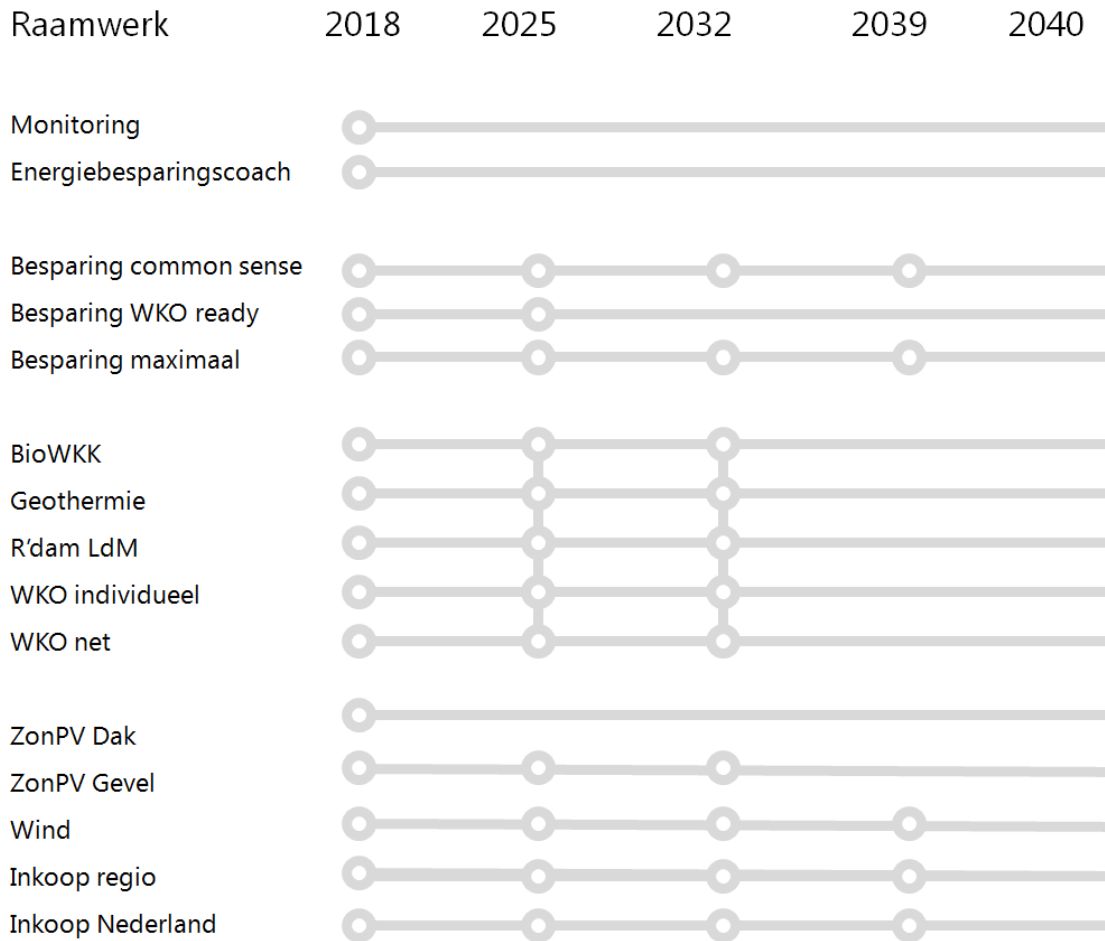 Raamwerk 2018 2025 2032 2039 2040
Monitoring
Energiebesparingscoach
Besparing common sense
Besparing WKO ready
Besparing maximaal
BioWKK
Geothermie
R'dam LdM
WKO individueel
WKO net
ZonPV Dak
ZonPV Gevel
Wind
Inkoop regio
Inkoop Nederland